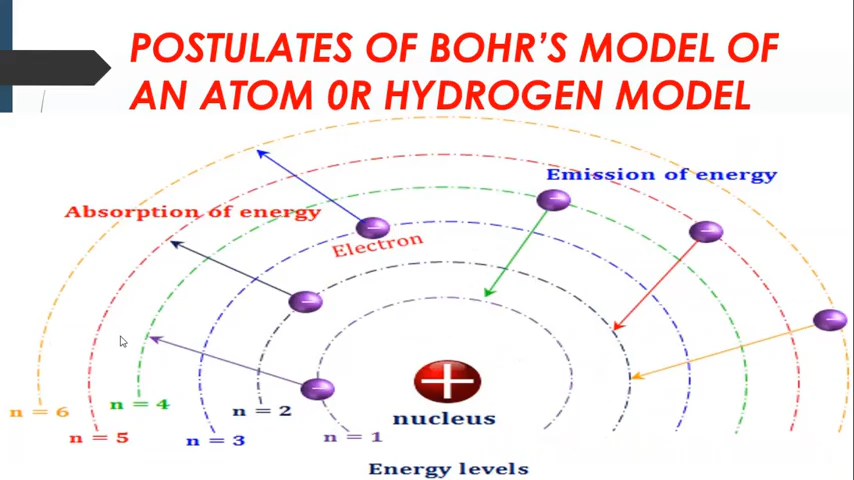 POSTULATES OF BOHR’S MODEL OF
AN ATOM 0R HYDROGEN MODEL
Emission of energy
Absorption of energy
Electron
n = 6
n = 5
n = 4
n = 3
n = 2
n = 1
nucleus
Energy levels